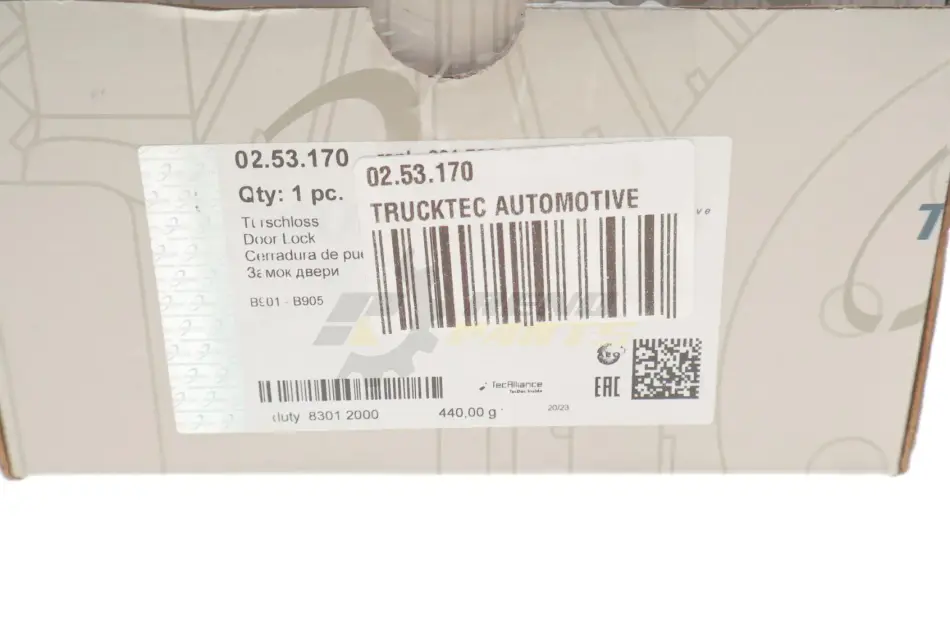 02.53.170
Qty: 1 pc.
Türschloss
Door Lock
Cerradura de pue
Замок двери
B901 - B905
02.53.170
TRUCKTEC AUTOMOTIVE
duty 8301 2000
440,00 g
TecAlliance
20/23
EAC
T